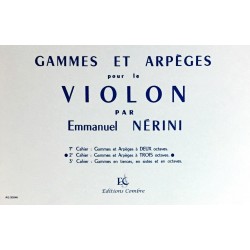 GAMMES ET ARPÈGES
pour le
VIOLON
PAR
Emmanuel NÉRINI
1er Cahier - Gammes et Arpèges à DEUX octaves.
• 2e Cahier - Gammes et Arpèges à TROIS octaves. •
3e Cahier - Gammes en tierces, en sixtes et en octaves.
EC
Editions Combre